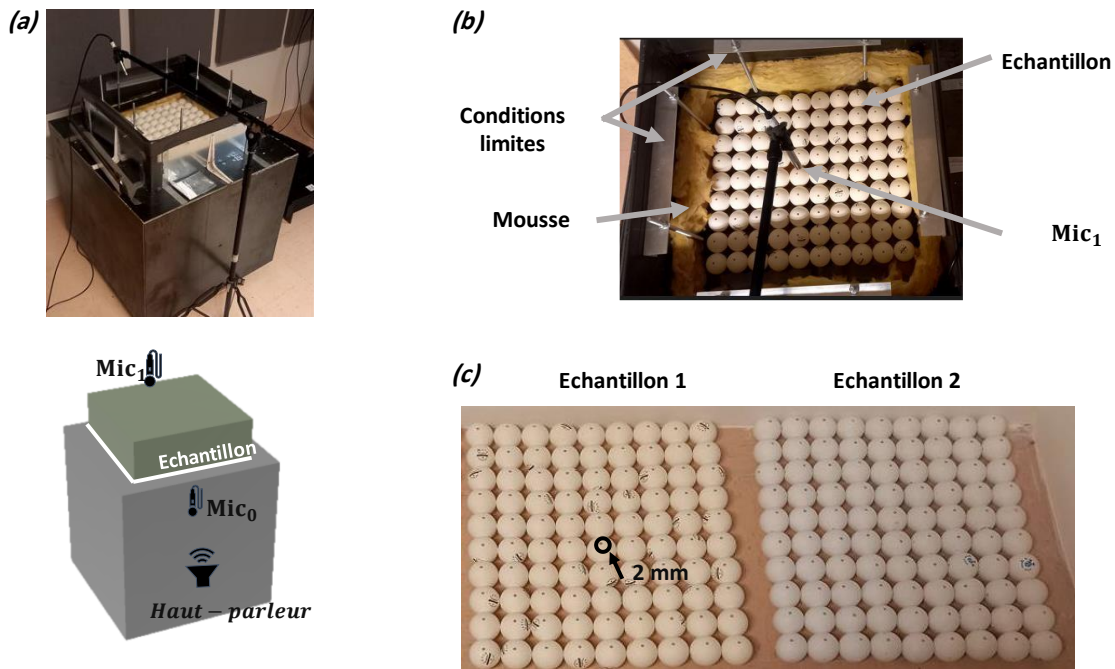 (a)
(b)
Echantillon
Conditions
limites
Mousse
Mic1
Mic1
Echantillon
Mic0
Haut – parleur
(c)
Echantillon 1
Echantillon 2
2 mm